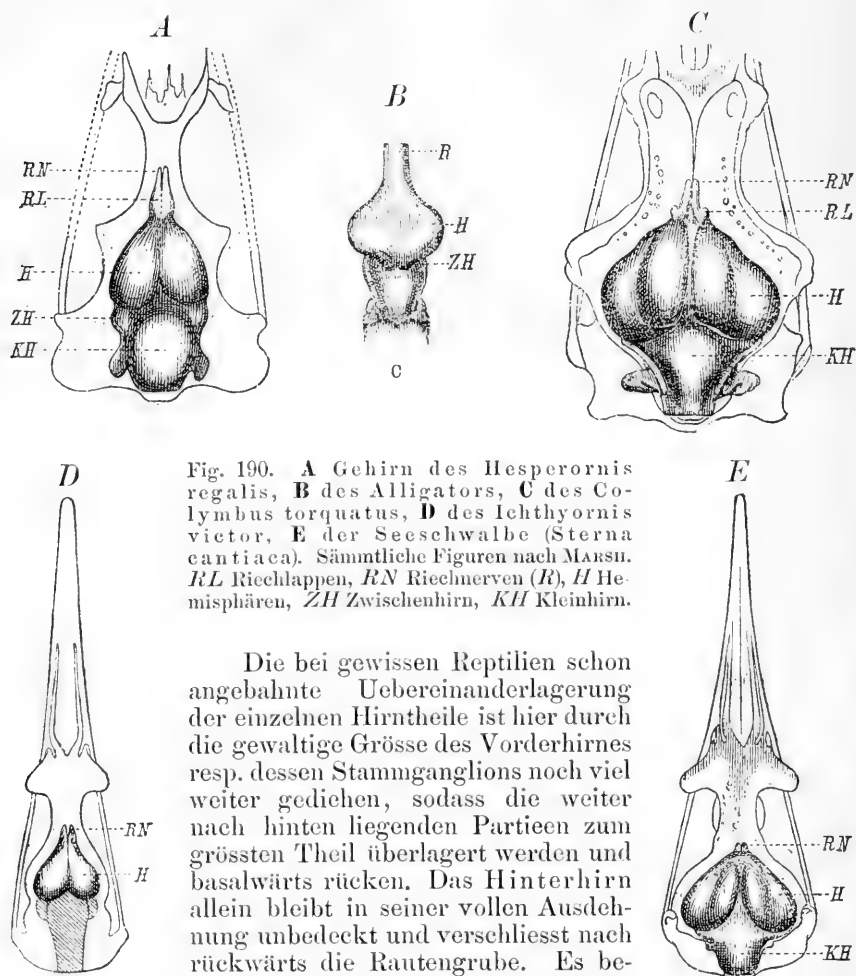 A
B
C
RN
RL
H
ZH
KH
R
H
ZH
C
RN
RL
H
KH
D
E
Fig. 190. A Gehirn des Hesperornis
regalis, B des Alligators, C des Co-
lymbus torquatus, D des Ichthyornis
victor, E der Seeschwalbe (Sterna
cantiaca). Sämmtliche Figuren nach MARSH.
RL Riechlappen, RN Riechnerven (R), H He-
misphären, ZH Zwischenhirn, KH Kleinhirn.
Die bei gewissen Reptilien schon
angebahnte Uebereinanderlagerung
der einzelnen Hirntheile ist hier durch
die gewaltige Grösse des Vorderhirnes
resp. dessen Stammganglions noch viel
weiter gediehen, sodass die weiter
nach hinten liegenden Partieen zum
grössten Theil überlagert werden und
basalwärts rücken. Das Hinterhirn
allein bleibt in seiner vollen Ausdeh-
nung unbedeckt und verschliesst nach
rückwärts die Rautengrube. Es be-
RN
H
RN
H
KH